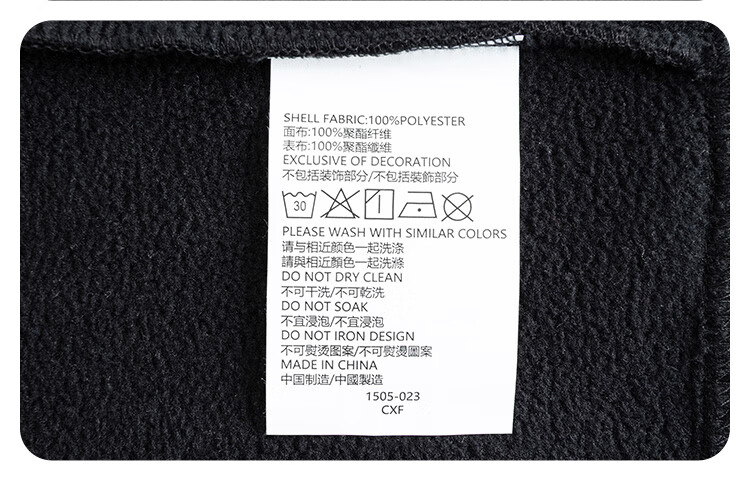 SHELL FABRIC:100%POLYESTER
面布:100%聚酯纤维
表布:100%聚酯纖維
EXCLUSIVE OF DECORATION
不包括装饰部分/不包括裝飾部分
30
PLEASE WASH WITH SIMILAR COLORS
请与相近颜色一起洗涤
請與相近顏色一起洗滌
DO NOT DRY CLEAN
不可干洗/不可乾洗
DO NOT SOAK
不宜浸泡/不宜浸泡
DO NOT IRON DESIGN
不可熨烫图案/不可熨燙圖案
MADE IN CHINA
中国制造/中國製造
1505-023
CXF